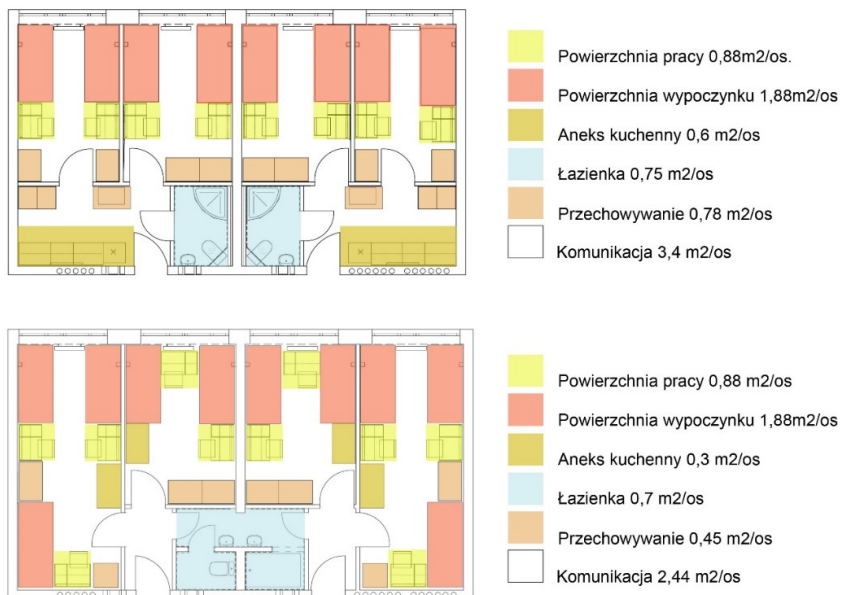 Powierzchnia pracy 0,88m2/os.
Powierzchnia wypoczynku 1,88m2/os
Aneks kuchenny 0,6 m2/os
Łazienka 0,75 m2/os
Przechowywanie 0,78 m2/os
Komunikacja 3,4 m2/os
Powierzchnia pracy 0,88 m2/os
Powierzchnia wypoczynku 1,88m2/os
Aneks kuchenny 0,3 m2/os
Łazienka 0,7 m2/os
Przechowywanie 0,45 m2/os
Komunikacja 2,44 m2/os